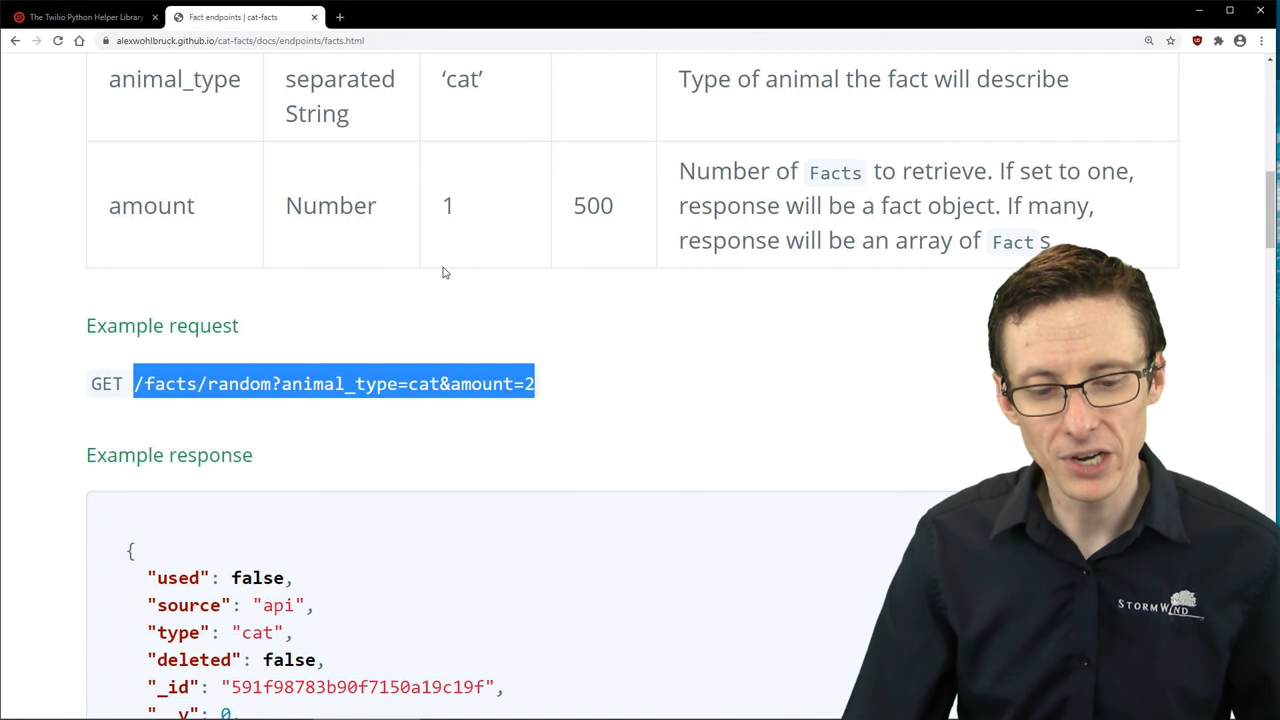 The Twilio Python Helper Library
Fact endpoints | cat-facts
alexwohlbruck.github.io/cat-facts/docs/endpoints/facts.html
animal_type
separated
String
‘cat’
Type of animal the fact will describe
amount
Number
1
500
Number of Facts to retrieve. If set to one,
response will be a fact object. If many,
response will be an array of Fact s
Example request
GET /facts/random?animal_type=cat&amount=2
Example response
{
"used": false,
"source": "api",
"type": "cat",
"deleted": false,
"_id": "591f98783b90f7150a19c19f",
"__v": 0,
STORMWIND